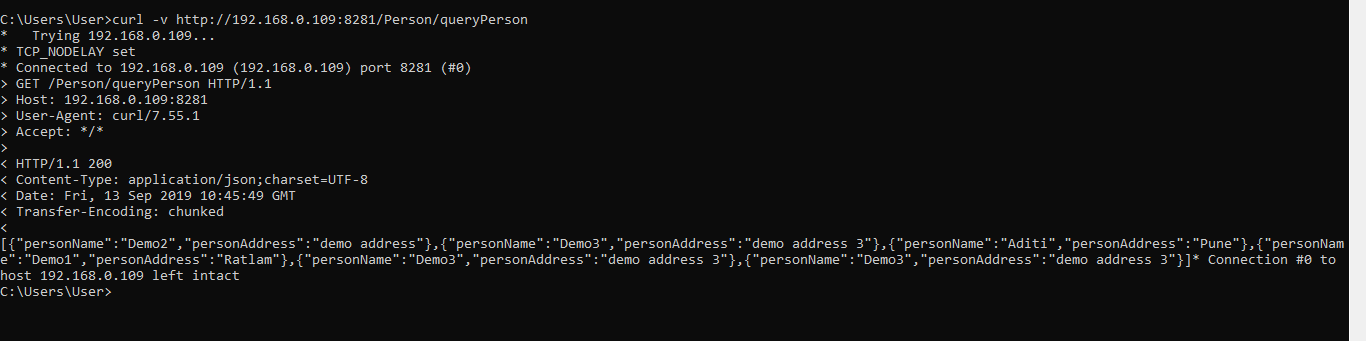 C:\Users\User>curl -v http://192.168.0.109:8281/Person/queryPerson
*   Trying 192.168.0.109...
* TCP_NODELAY set
* Connected to 192.168.0.109 (192.168.0.109) port 8281 (#0)
> GET /Person/queryPerson HTTP/1.1
> Host: 192.168.0.109:8281
> User-Agent: curl/7.55.1
> Accept: */*
>
< HTTP/1.1 200
< Content-Type: application/json;charset=UTF-8
< Date: Fri, 13 Sep 2019 10:45:49 GMT
< Transfer-Encoding: chunked
<
[{"personName":"Demo2","personAddress":"demo address"},{"personName":"Demo3","personAddress":"demo address 3"},{"personName":"Aditi","personAddress":"Pune"},{"personNam
e":"Demo1","personAddress":"Ratlam"},{"personName":"Demo3","personAddress":"demo address 3"},{"personName":"Demo3","personAddress":"demo address 3"}]* Connection #0 to
host 192.168.0.109 left intact
C:\Users\User>